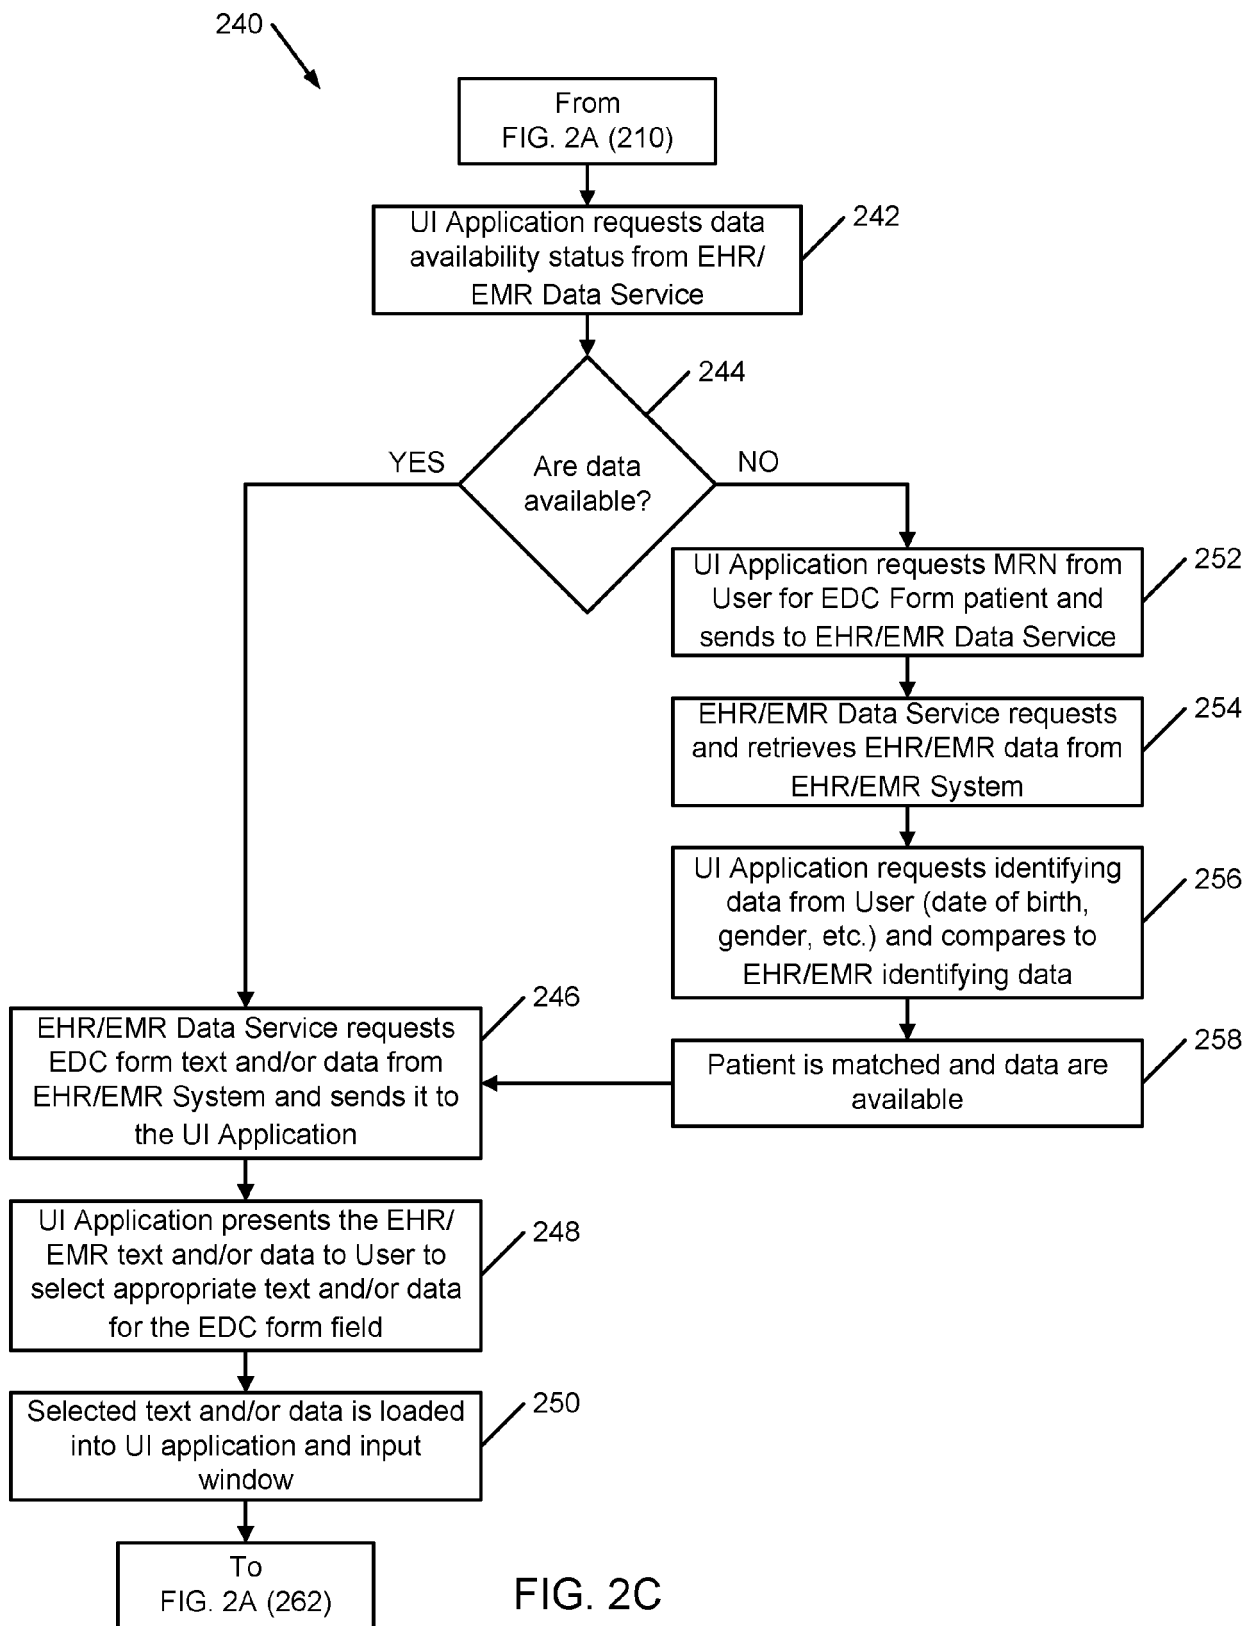 240
From
FIG. 2A (210)
UI Application requests data
availability status from EHR/
EMR Data Service
242
244
YES
Are data
available?
NO
UI Application requests MRN from
User for EDC Form patient and
sends to EHR/EMR Data Service
252
EHR/EMR Data Service requests
and retrieves EHR/EMR data from
EHR/EMR System
254
UI Application requests identifying
data from User (date of birth,
gender, etc.) and compares to
EHR/EMR identifying data
256
Patient is matched and data are
available
258
EHR/EMR Data Service requests
EDC form text and/or data from
EHR/EMR System and sends it to
the UI Application
246
UI Application presents the EHR/
EMR text and/or data to User to
select appropriate text and/or data
for the EDC form field
248
Selected text and/or data is loaded
into UI application and input
window
250
To
FIG. 2A (262)
FIG. 2C